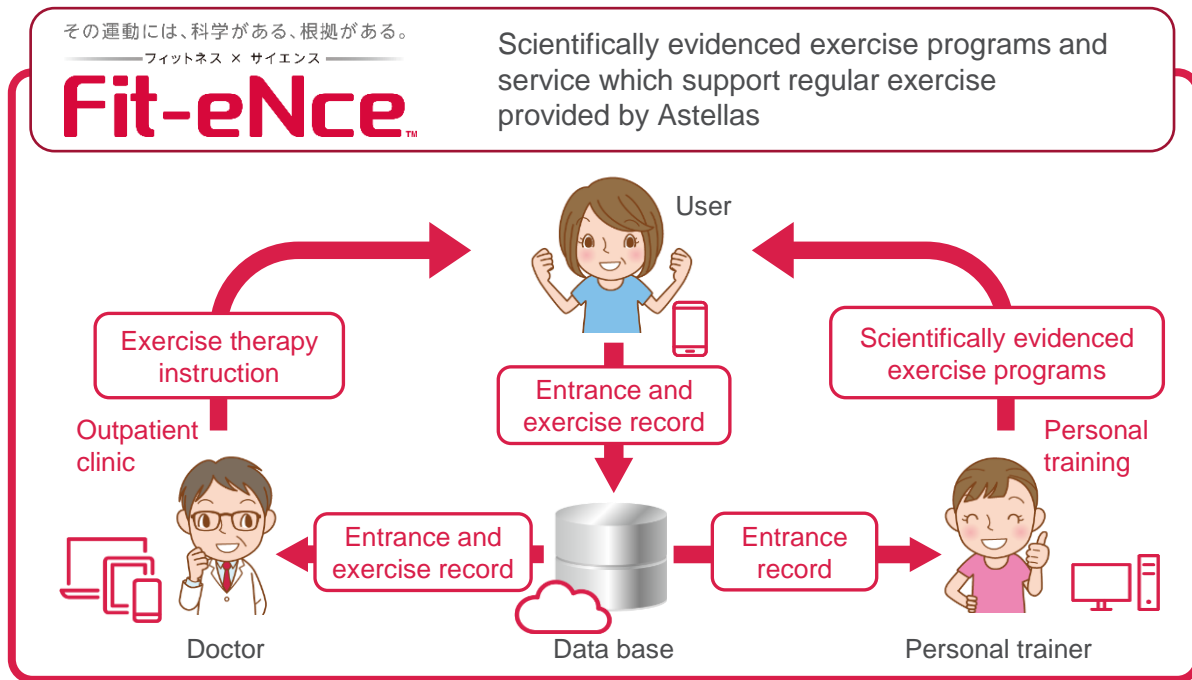 その運動には、科学がある、根拠がある。
フィットネス × サイエンス
Fit-eNce™
Scientifically evidenced exercise programs and
service which support regular exercise
provided by Astellas
User
Exercise therapy
instruction
Entrance and
exercise record
Scientifically evidenced
exercise programs
Outpatient
clinic
Personal
training
Entrance and
exercise record
Entrance
record
Doctor
Data base
Personal trainer